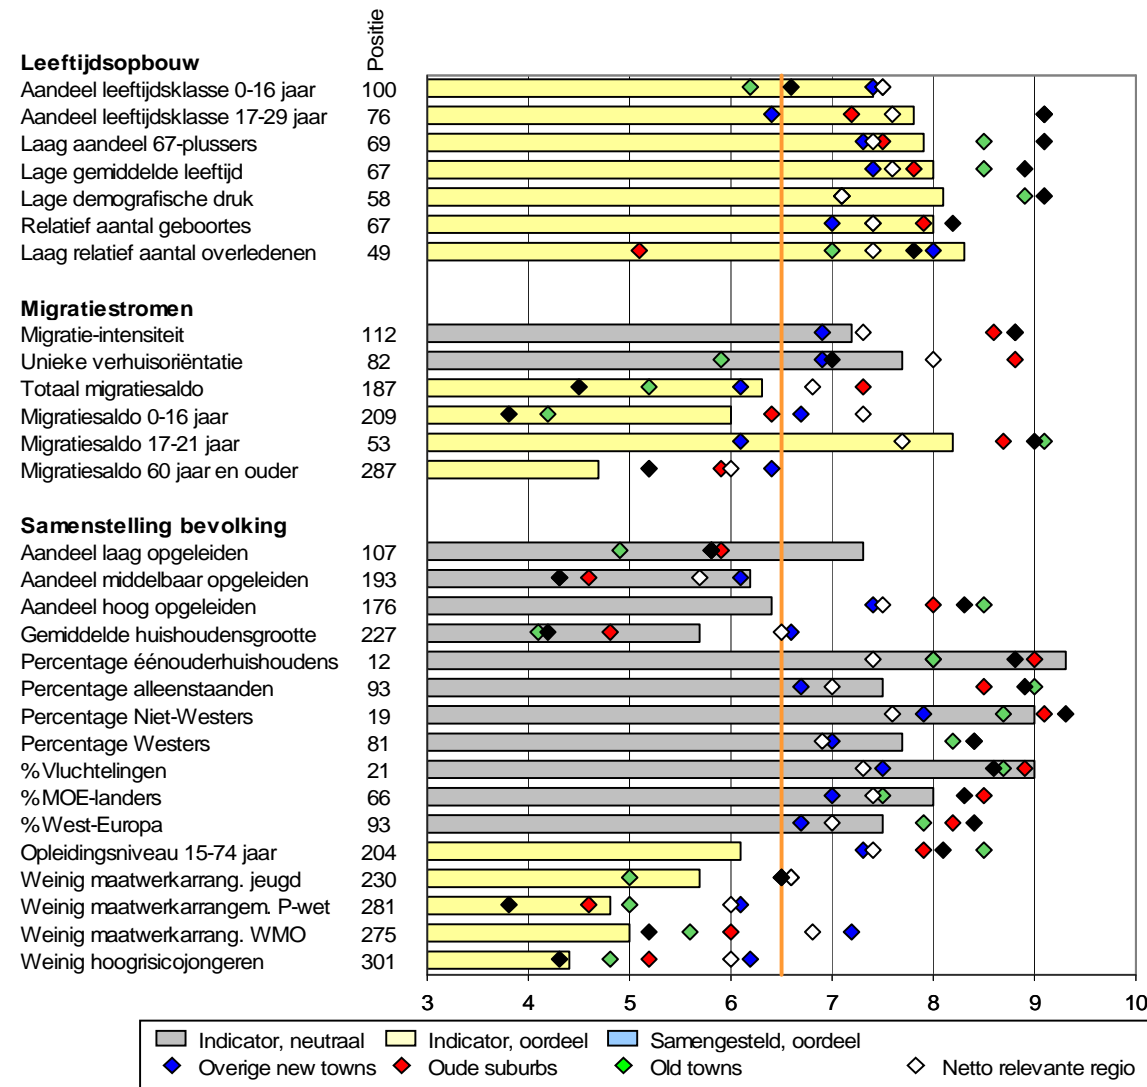 Positie
Leeftijdsopbouw
Aandeel leeftijdsklasse 0-16 jaar 100
Aandeel leeftijdsklasse 17-29 jaar 76
Laag aandeel 67-plussers 69
Lage gemiddelde leeftijd 67
Lage demografische druk 58
Relatief aantal geboortes 67
Laag relatief aantal overledenen 49
Migratiestromen
Migratie-intensiteit 112
Unieke verhuisoriëntatie 82
Totaal migratiesaldo 187
Migratiesaldo 0-16 jaar 209
Migratiesaldo 17-21 jaar 53
Migratiesaldo 60 jaar en ouder 287
Samenstelling bevolking
Aandeel laag opgeleiden 107
Aandeel middelbaar opgeleiden 193
Aandeel hoog opgeleiden 176
Gemiddelde huishoudensgrootte 227
Percentage éénouderhuishoudens 12
Percentage alleenstaanden 93
Percentage Niet-Westers 19
Percentage Westers 81
%Vluchtelingen 21
%MOE-landers 66
%West-Europa 93
Opleidingsniveau 15-74 jaar 204
Weinig maatwerkarrang. jeugd 230
Weinig maatwerkarrangem. P-wet 281
Weinig maatwerkarrang. WMO 275
Weinig hoogrisicojongeren 301
3 4 5 6 7 8 9 10
Indicator, neutraal Indicator, oordeel Samengesteld, oordeel
Overige new towns Oude suburbs Old towns Netto relevante regio